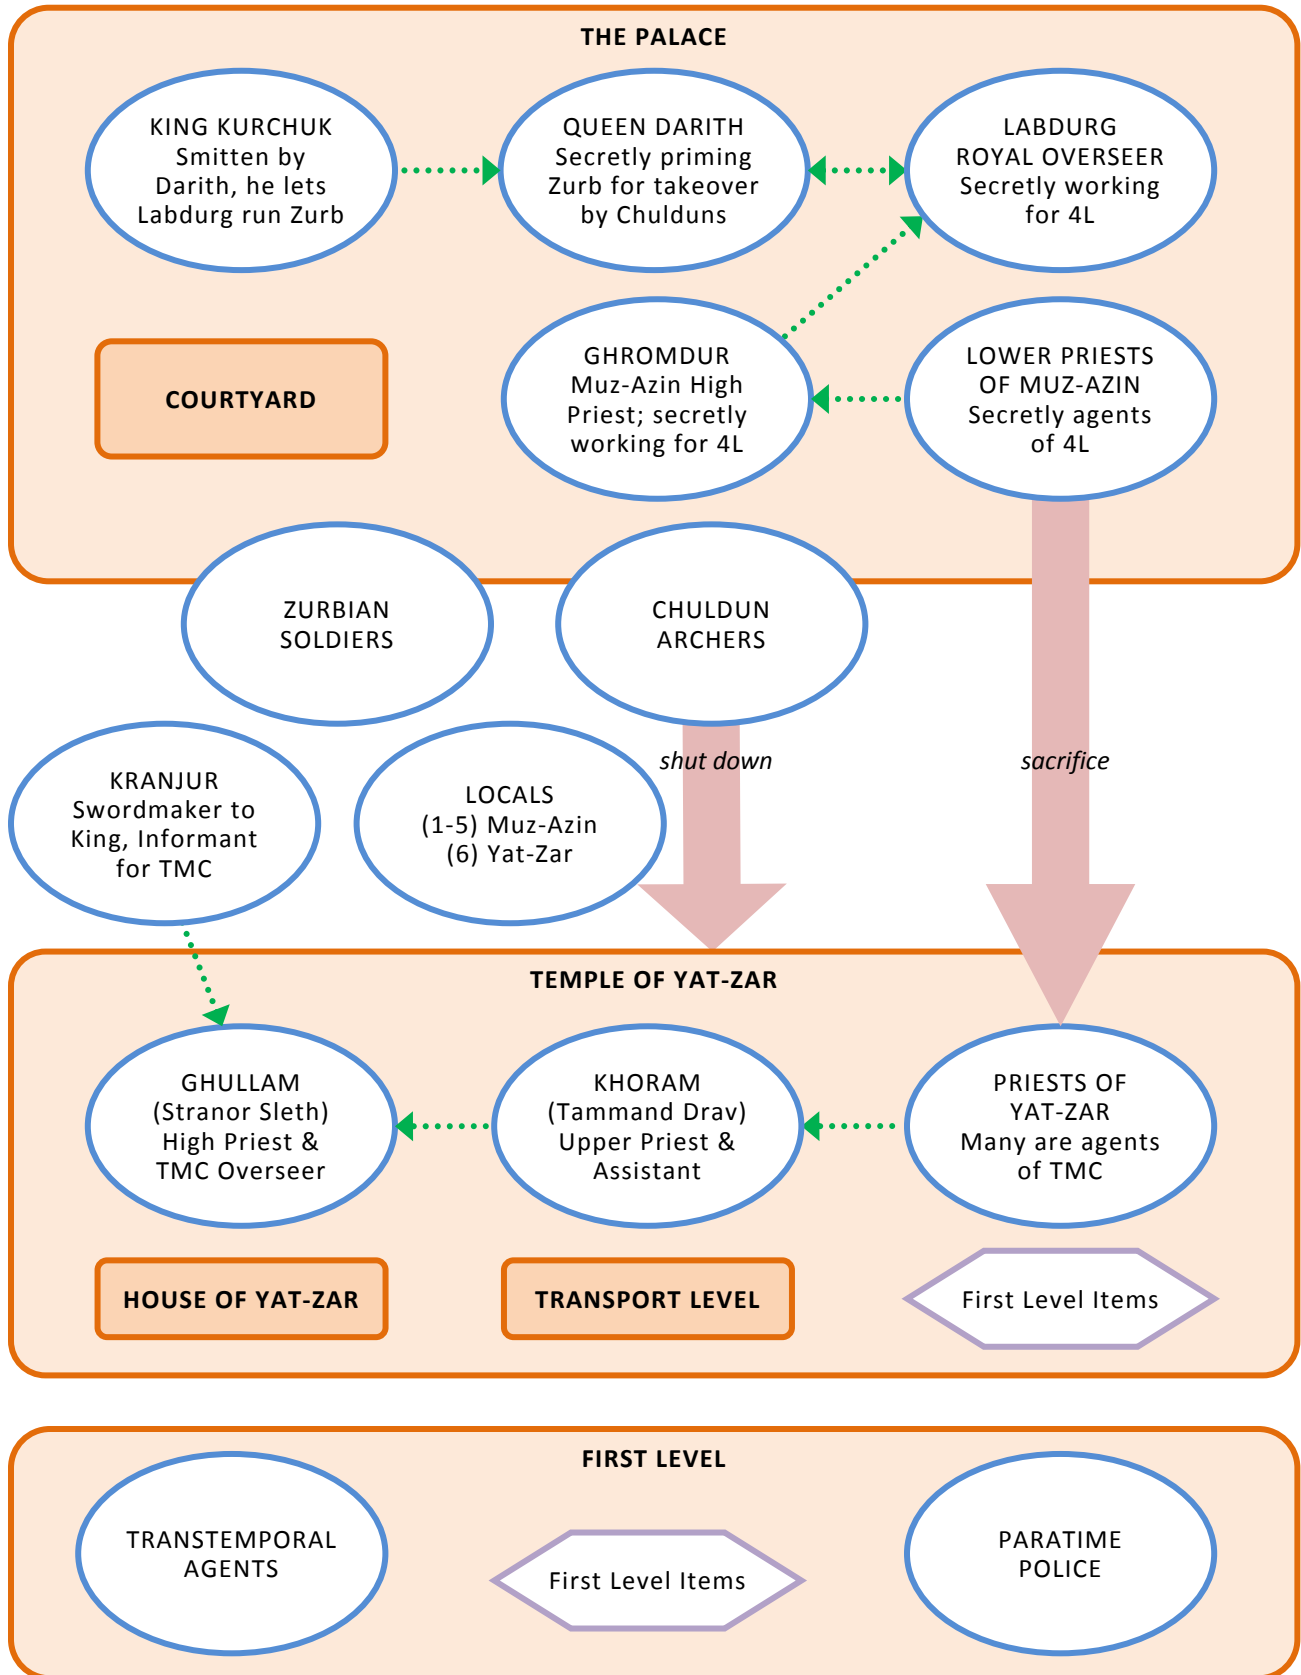 THE PALACE
KING KURCHUK
Smitten by
Darith, he lets
Labdurg run Zurb
QUEEN DARITH
Secretly priming
Zurb for takeover
by Chulduns
LABDURG
ROYAL OVERSEER
Secretly working
for 4L
COURTYARD
GHROMDUR
Muz-Azin High
Priest; secretly
working for 4L
LOWER PRIESTS
OF MUZ-AZIN
Secretly agents
of 4L
ZURBIAN
SOLDIERS
CHULDUN
ARCHERS
shut down
sacrifice
KRANJUR
Swordmaker to
King, Informant
for TMC
LOCALS
(1-5) Muz-Azin
(6) Yat-Zar
TEMPLE OF YAT-ZAR
GHULLAM
(Stranor Sleth)
High Priest &
TMC Overseer
KHORAM
(Tammand Drav)
Upper Priest &
Assistant
PRIESTS OF
YAT-ZAR
Many are agents
of TMC
HOUSE OF YAT-ZAR
TRANSPORT LEVEL
First Level Items
FIRST LEVEL
TRANSTEMPORAL
AGENTS
First Level Items
PARATIME
POLICE